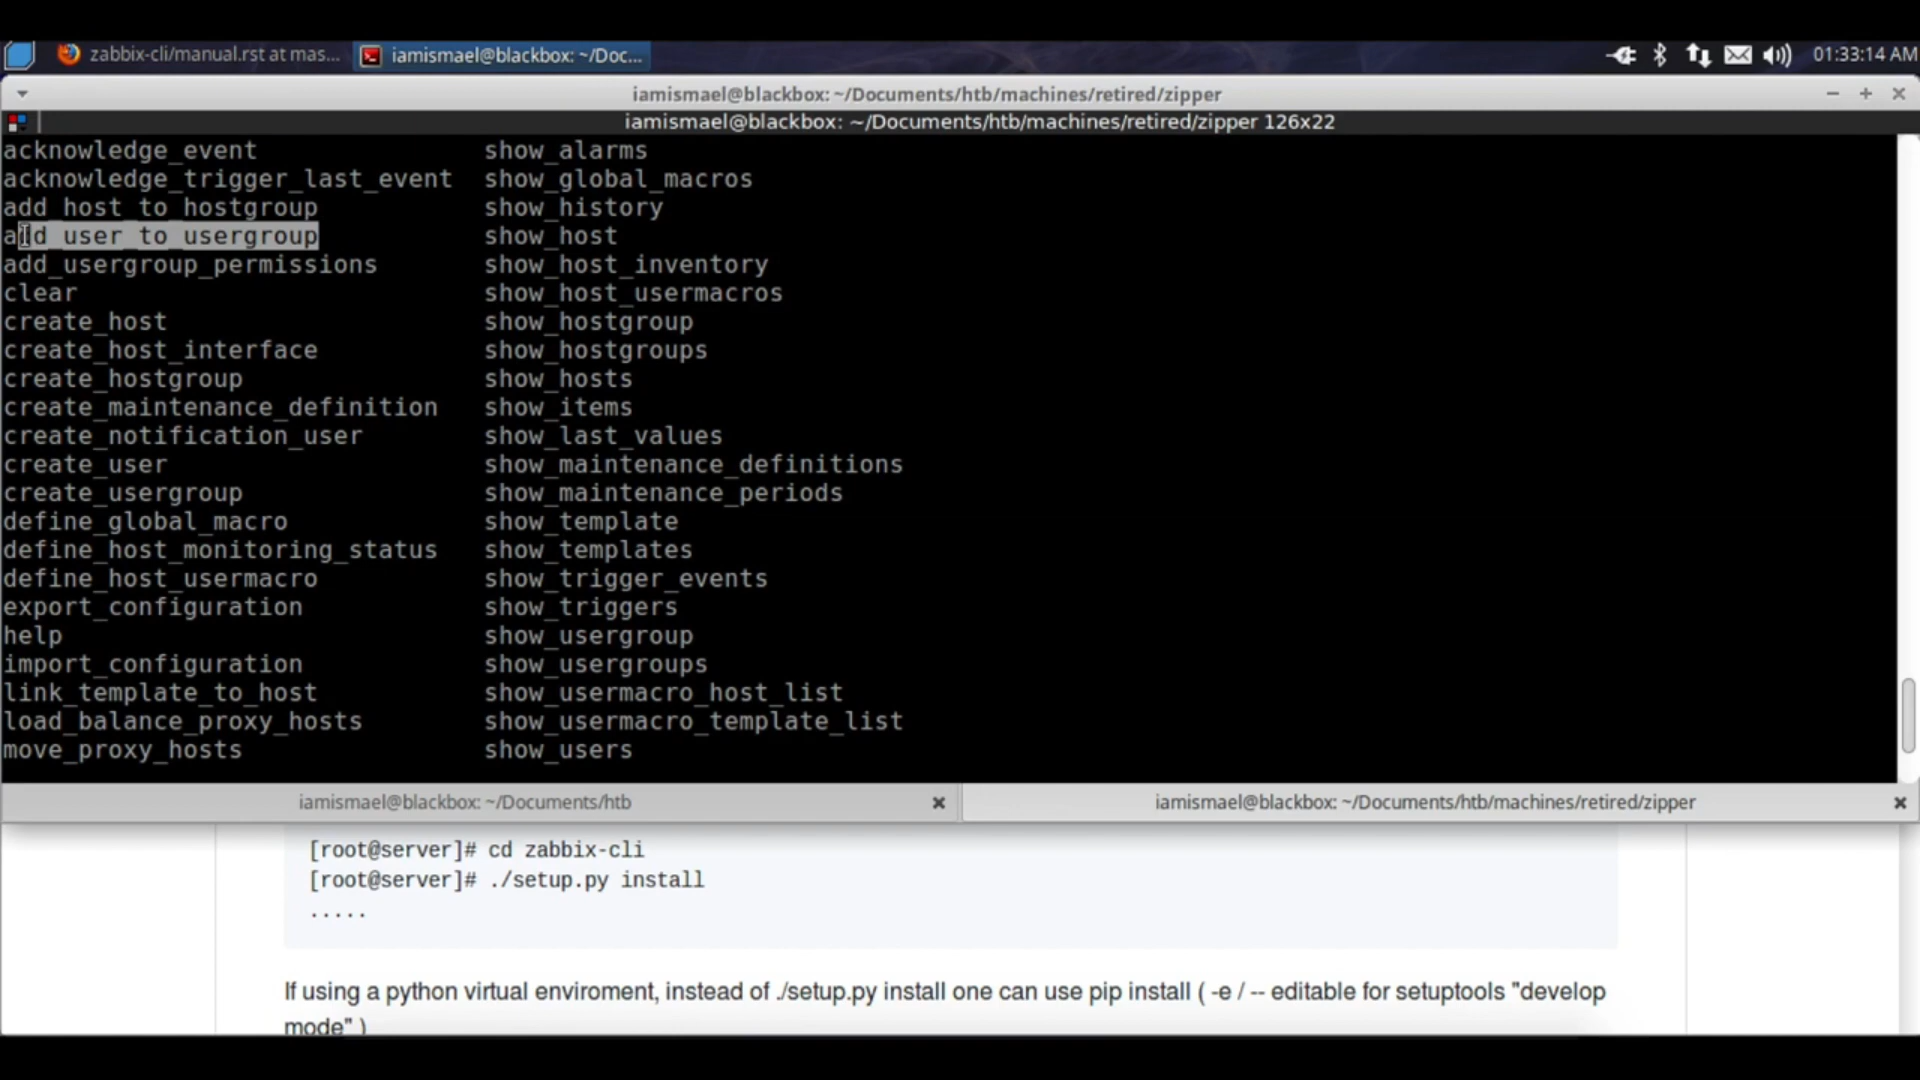 zabbix-cli/manual.rst at mas...
iamismael@blackbox: ~/Doc...
01:33:14 AM
iamismael@blackbox: ~/Documents/htb/machines/retired/zipper
iamismael@blackbox: ~/Documents/htb/machines/retired/zipper 126x22
acknowledge_event show_alarms
acknowledge_trigger_last_event show_global_macros
add_host_to_hostgroup show_history
add_user_to_usergroup show_host
add_usergroup_permissions show_host_inventory
clear show_host_usermacros
create_host show_hostgroup
create_host_interface show_hostgroups
create_hostgroup show_hosts
create_maintenance_definition show_items
create_notification_user show_last_values
create_user show_maintenance_definitions
create_usergroup show_maintenance_periods
define_global_macro show_template
define_host_monitoring_status show_templates
define_host_usermacro show_trigger_events
export_configuration show_triggers
help show_usergroup
import_configuration show_usergroups
link_template_to_host show_usermacro_host_list
load_balance_proxy_hosts show_usermacro_template_list
move_proxy_hosts show_users
iamismael@blackbox: ~/Documents/htb
iamismael@blackbox: ~/Documents/htb/machines/retired/zipper
[root@server]# cd zabbix-cli
[root@server]# ./setup.py install
.....
If using a python virtual enviroment, instead of ./setup.py install one can use pip install ( -e / -- editable for setuptools "develop
mode" )